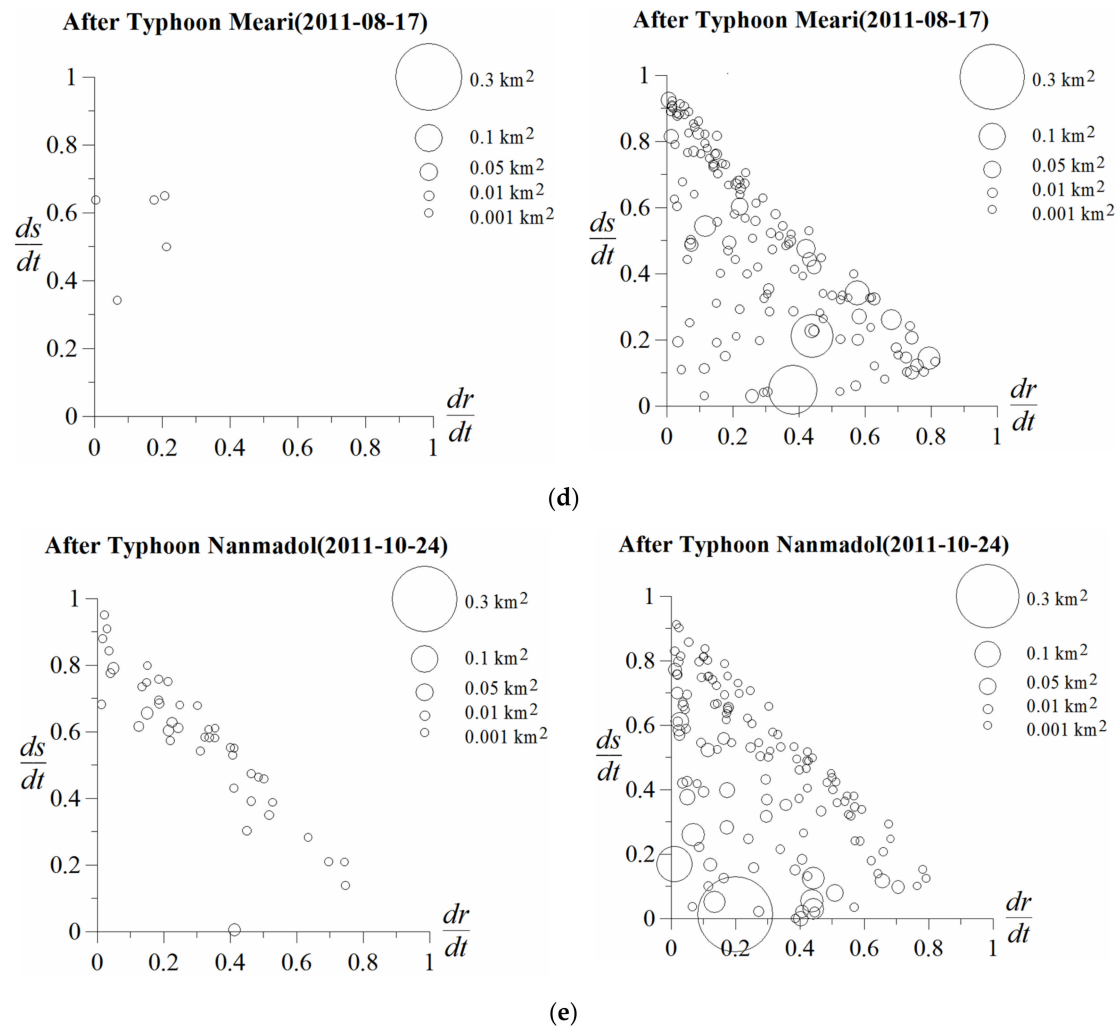 After Typhoon Meari(2011-08-17)
0.3 km2
0.1 km2
0.05 km2
0.01 km2
0.001 km2
1
0.8
0.6
0.4
0.2
0
ds
dt
0 0.2 0.4 0.6 0.8 1
dr
dt
After Typhoon Meari(2011-08-17)
0.3 km2
0.1 km2
0.05 km2
0.01 km2
0.001 km2
1
0.8
0.6
0.4
0.2
0
ds
dt
0 0.2 0.4 0.6 0.8 1
dr
dt
(d)
After Typhoon Nanmadol(2011-10-24)
0.3 km2
0.1 km2
0.05 km2
0.01 km2
0.001 km2
1
0.8
0.6
0.4
0.2
0
ds
dt
0 0.2 0.4 0.6 0.8 1
dr
dt
After Typhoon Nanmadol(2011-10-24)
0.3 km2
0.1 km2
0.05 km2
0.01 km2
0.001 km2
1
0.8
0.6
0.4
0.2
0
ds
dt
0 0.2 0.4 0.6 0.8 1
dr
dt
(e)